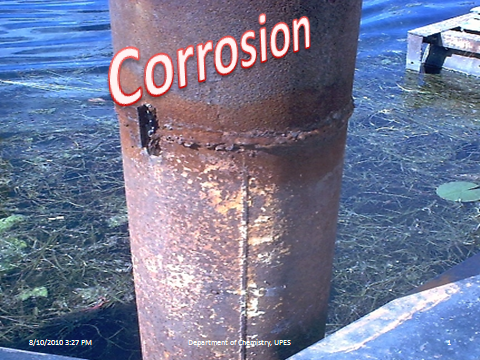 Corrosion
8/10/2010 3:27 PM
Department of Chemistry, UPES
1